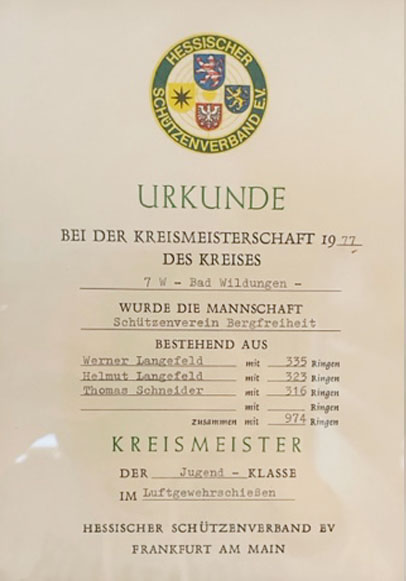 HESSISCHER
SCHÜTZENVERBAND E.V.
URKUNDE
BEI DER KREISMEISTERSCHAFT 1977
DES KREISES
7 W - Bad Wildungen -
WURDE DIE MANNSCHAFT
Schützenverein Bergfreiheit
BESTEHEND AUS
Werner Langefeld mit 335 Ringen
Helmut Langefeld mit 323 Ringen
Thomas Schneider mit 316 Ringen
mit Ringen
zusammen mit 974 Ringen
KREISMEISTER
DER Jugend - KLASSE
IM Luftgewehrschießen
HESSISCHER SCHÜTZENVERBAND EV
FRANKFURT AM MAIN